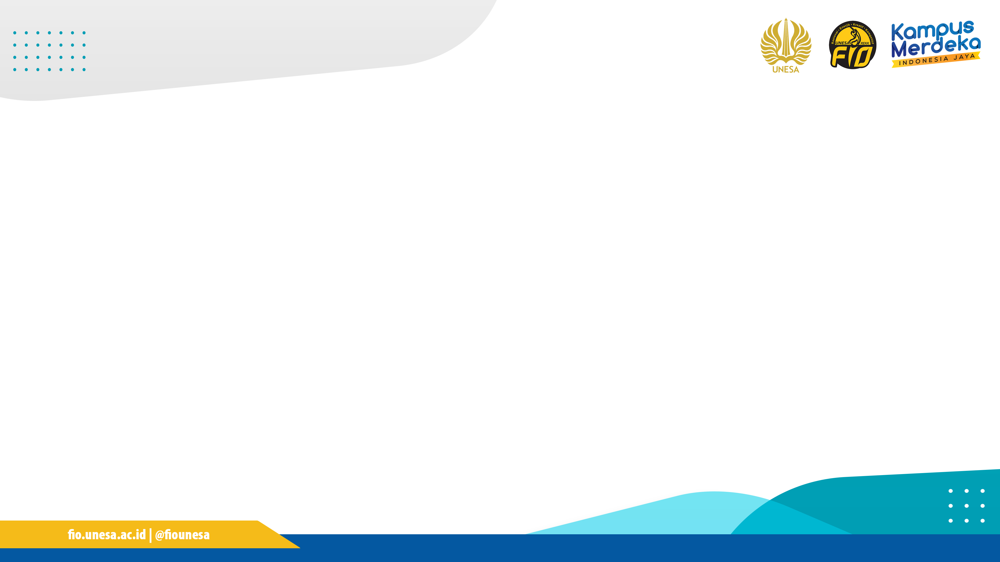 UNESA
Rasional • Enerjik • Kreatif • Kompetitif
UNESA REKK
FIO
Kampus
Merdeka
INDONESIA JAYA
fio.unesa.ac.id | @fiounesa